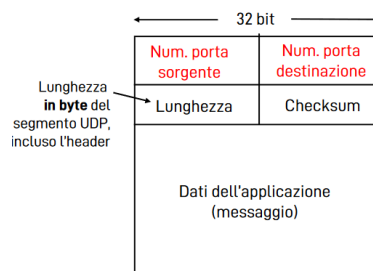 32 bit
Num. porta
sorgente
Num. porta
destinazione
Lunghezza
in byte del
segmento UDP,
incluso l'header
Lunghezza
Checksum
Dati dell'applicazione
(messaggio)